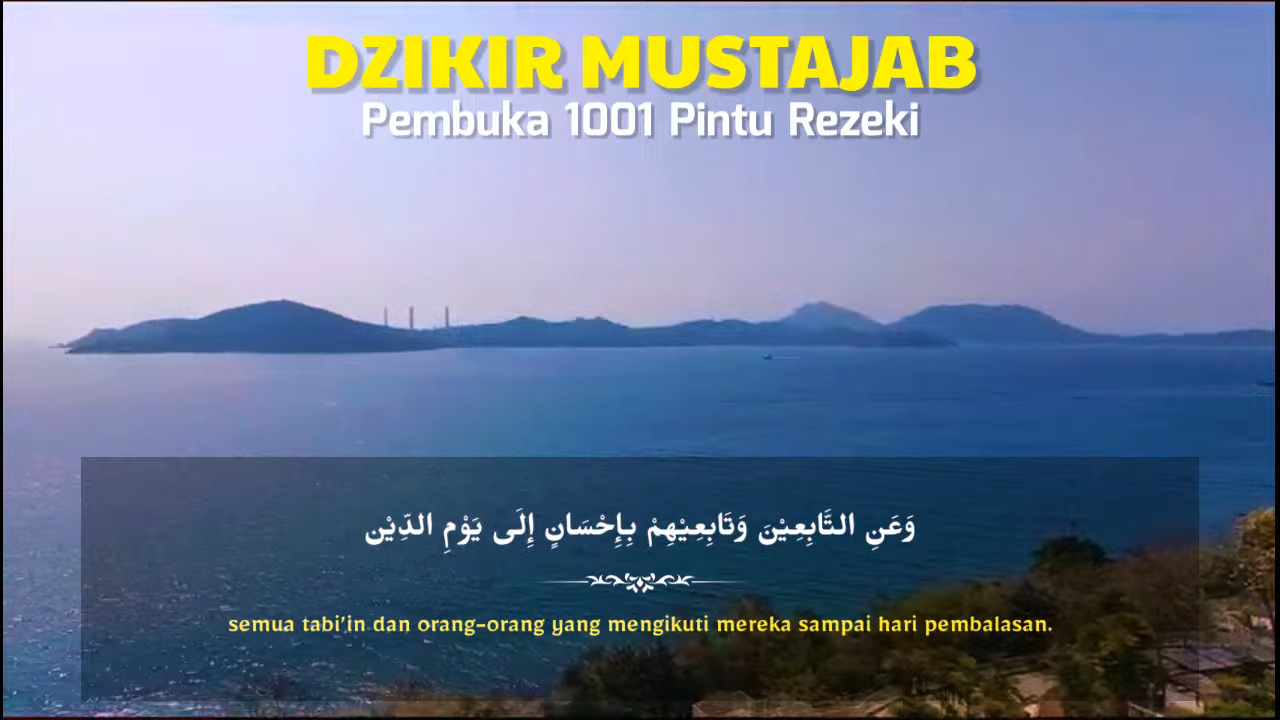 DZIKIR MUSTAJAB
Pembuka 1001 Pintu Rezeki
وَعَنِ التَّابِعِيْنَ وَتَابِعِيْهِمْ بِإِحْسَانٍ إِلَى يَوْمِ الدِّيْن
semua tabi'in dan orang-orang yang mengikuti mereka sampai hari pembalasan.